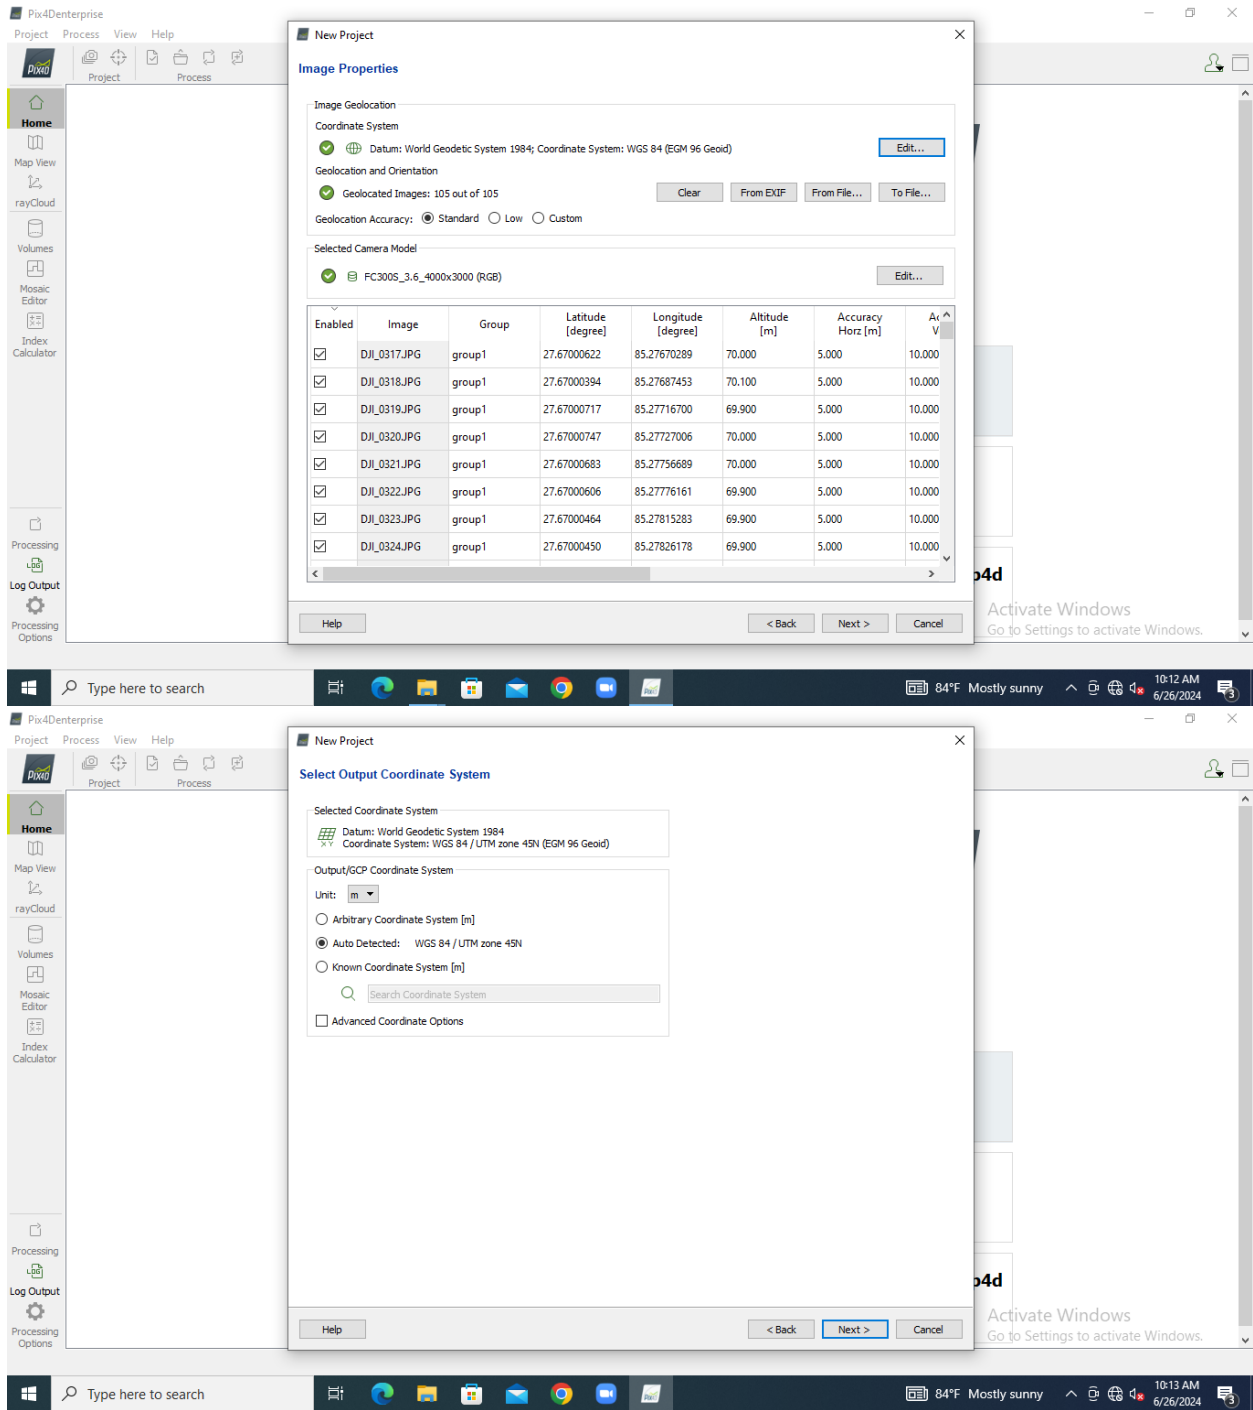 Pix4Denterprise
Project Process View Help
PIX4D
Project Process
Home
Map View
rayCloud
Volumes
Mosaic
Editor
Index
Calculator
Processing
LOG
Log Output
Processing
Options
New Project
Image Properties
Image Geolocation
Coordinate System
Datum: World Geodetic System 1984; Coordinate System: WGS 84 (EGM 96 Geoid)
Edit...
Geolocation and Orientation
Geolocated Images: 105 out of 105
Clear From EXIF From File... To File...
Geolocation Accuracy: Standard Low Custom
Selected Camera Model
FC300S_3.6_4000x3000 (RGB)
Edit...
Enabled Image Group Latitude [degree] Longitude [degree] Altitude [m] Accuracy Horz [m]
DJI_0317.JPG group1 27.67000622 85.27670289 70.000 5.000 10.000
DJI_0318.JPG group1 27.67000394 85.27687453 70.100 5.000 10.000
DJI_0319.JPG group1 27.67000717 85.27716700 69.900 5.000 10.000
DJI_0320.JPG group1 27.67000747 85.27727006 70.000 5.000 10.000
DJI_0321.JPG group1 27.67000683 85.27756689 70.000 5.000 10.000
DJI_0322.JPG group1 27.67000606 85.27776161 69.900 5.000 10.000
DJI_0323.JPG group1 27.67000464 85.27815283 69.900 5.000 10.000
DJI_0324.JPG group1 27.67000450 85.27826178 69.900 5.000 10.000
Help < Back Next > Cancel
p4d
Activate Windows
Go to Settings to activate Windows.
Type here to search
84°F Mostly sunny
10:12 AM
6/26/2024
3
Pix4Denterprise
Project Process View Help
PIX4D
Project Process
Home
Map View
rayCloud
Volumes
Mosaic
Editor
Index
Calculator
Processing
LOG
Log Output
Processing
Options
New Project
Select Output Coordinate System
Selected Coordinate System
Datum: World Geodetic System 1984
X Y Coordinate System: WGS 84 / UTM zone 45N (EGM 96 Geoid)
Output/GCP Coordinate System
Unit: m
Arbitrary Coordinate System [m]
Auto Detected: WGS 84 / UTM zone 45N
Known Coordinate System [m]
Search Coordinate System
Advanced Coordinate Options
Help < Back Next > Cancel
p4d
Activate Windows
Go to Settings to activate Windows.
Type here to search
84°F Mostly sunny
10:13 AM
6/26/2024
3